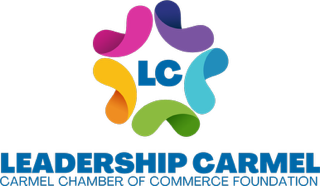 LC
LEADERSHIP CARMEL
CARMEL CHAMBER OF COMMERCE FOUNDATION